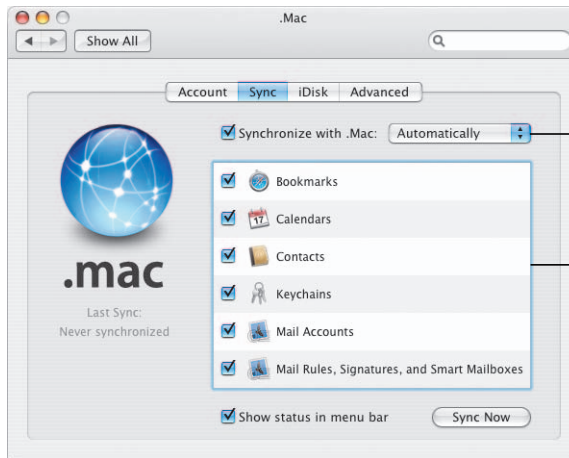 .Mac
Show All
Account Sync iDisk Advanced
Synchronize with .Mac: Automatically
Bookmarks
17 Calendars
Contacts
Keychains
Mail Accounts
Mail Rules, Signatures, and Smart Mailboxes
.mac
Last Sync:
Never synchronized
Show status in menu bar Sync Now